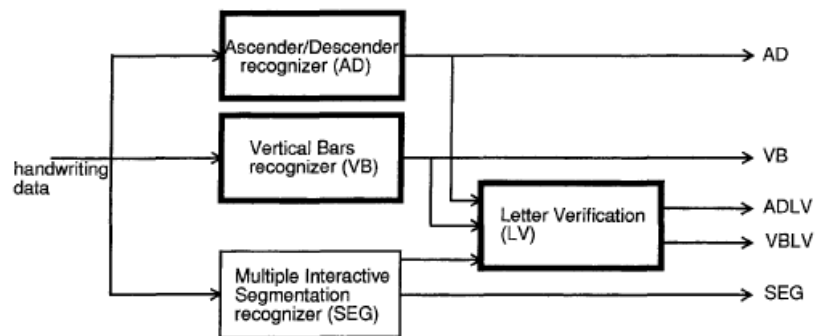 Ascender/Descender
recognizer (AD)
AD
handwriting
data
Vertical Bars
recognizer (VB)
VB
Letter Verification
(LV)
ADLV
VBLV
Multiple Interactive
Segmentation
recognizer (SEG)
SEG